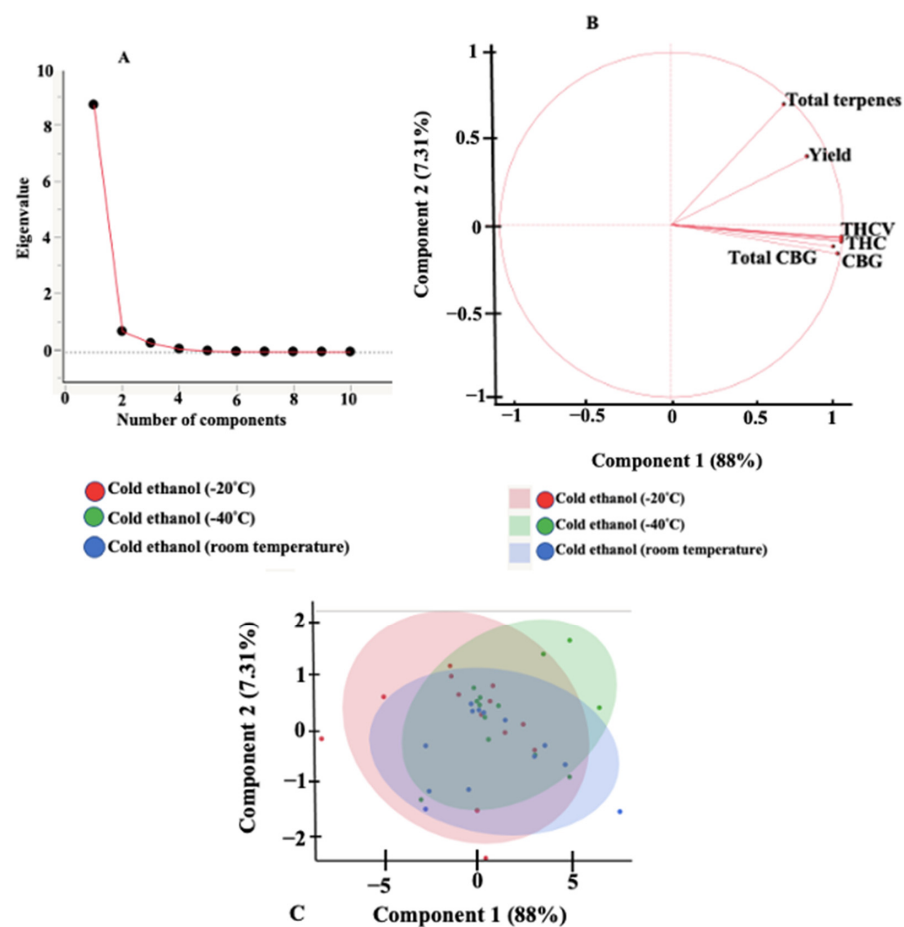 A
Eigenvalue
10
8
6
4
2
0
0 2 4 6 8 10
Number of components
B
Component 2 (7.31%)
1
0.5
0
−0.5
−1
Total terpenes
Yield
THCV
THC
Total CBG
CBG
−1 −0.5 0 0.5 1
Component 1 (88%)
Cold ethanol (-20˚C)
Cold ethanol (-40˚C)
Cold ethanol (room temperature)
Cold ethanol (-20˚C)
Cold ethanol (-40˚C)
Cold ethanol (room temperature)
Component 2 (7.31%)
2
1
0
−1
−2
−5 0 5
C
Component 1 (88%)